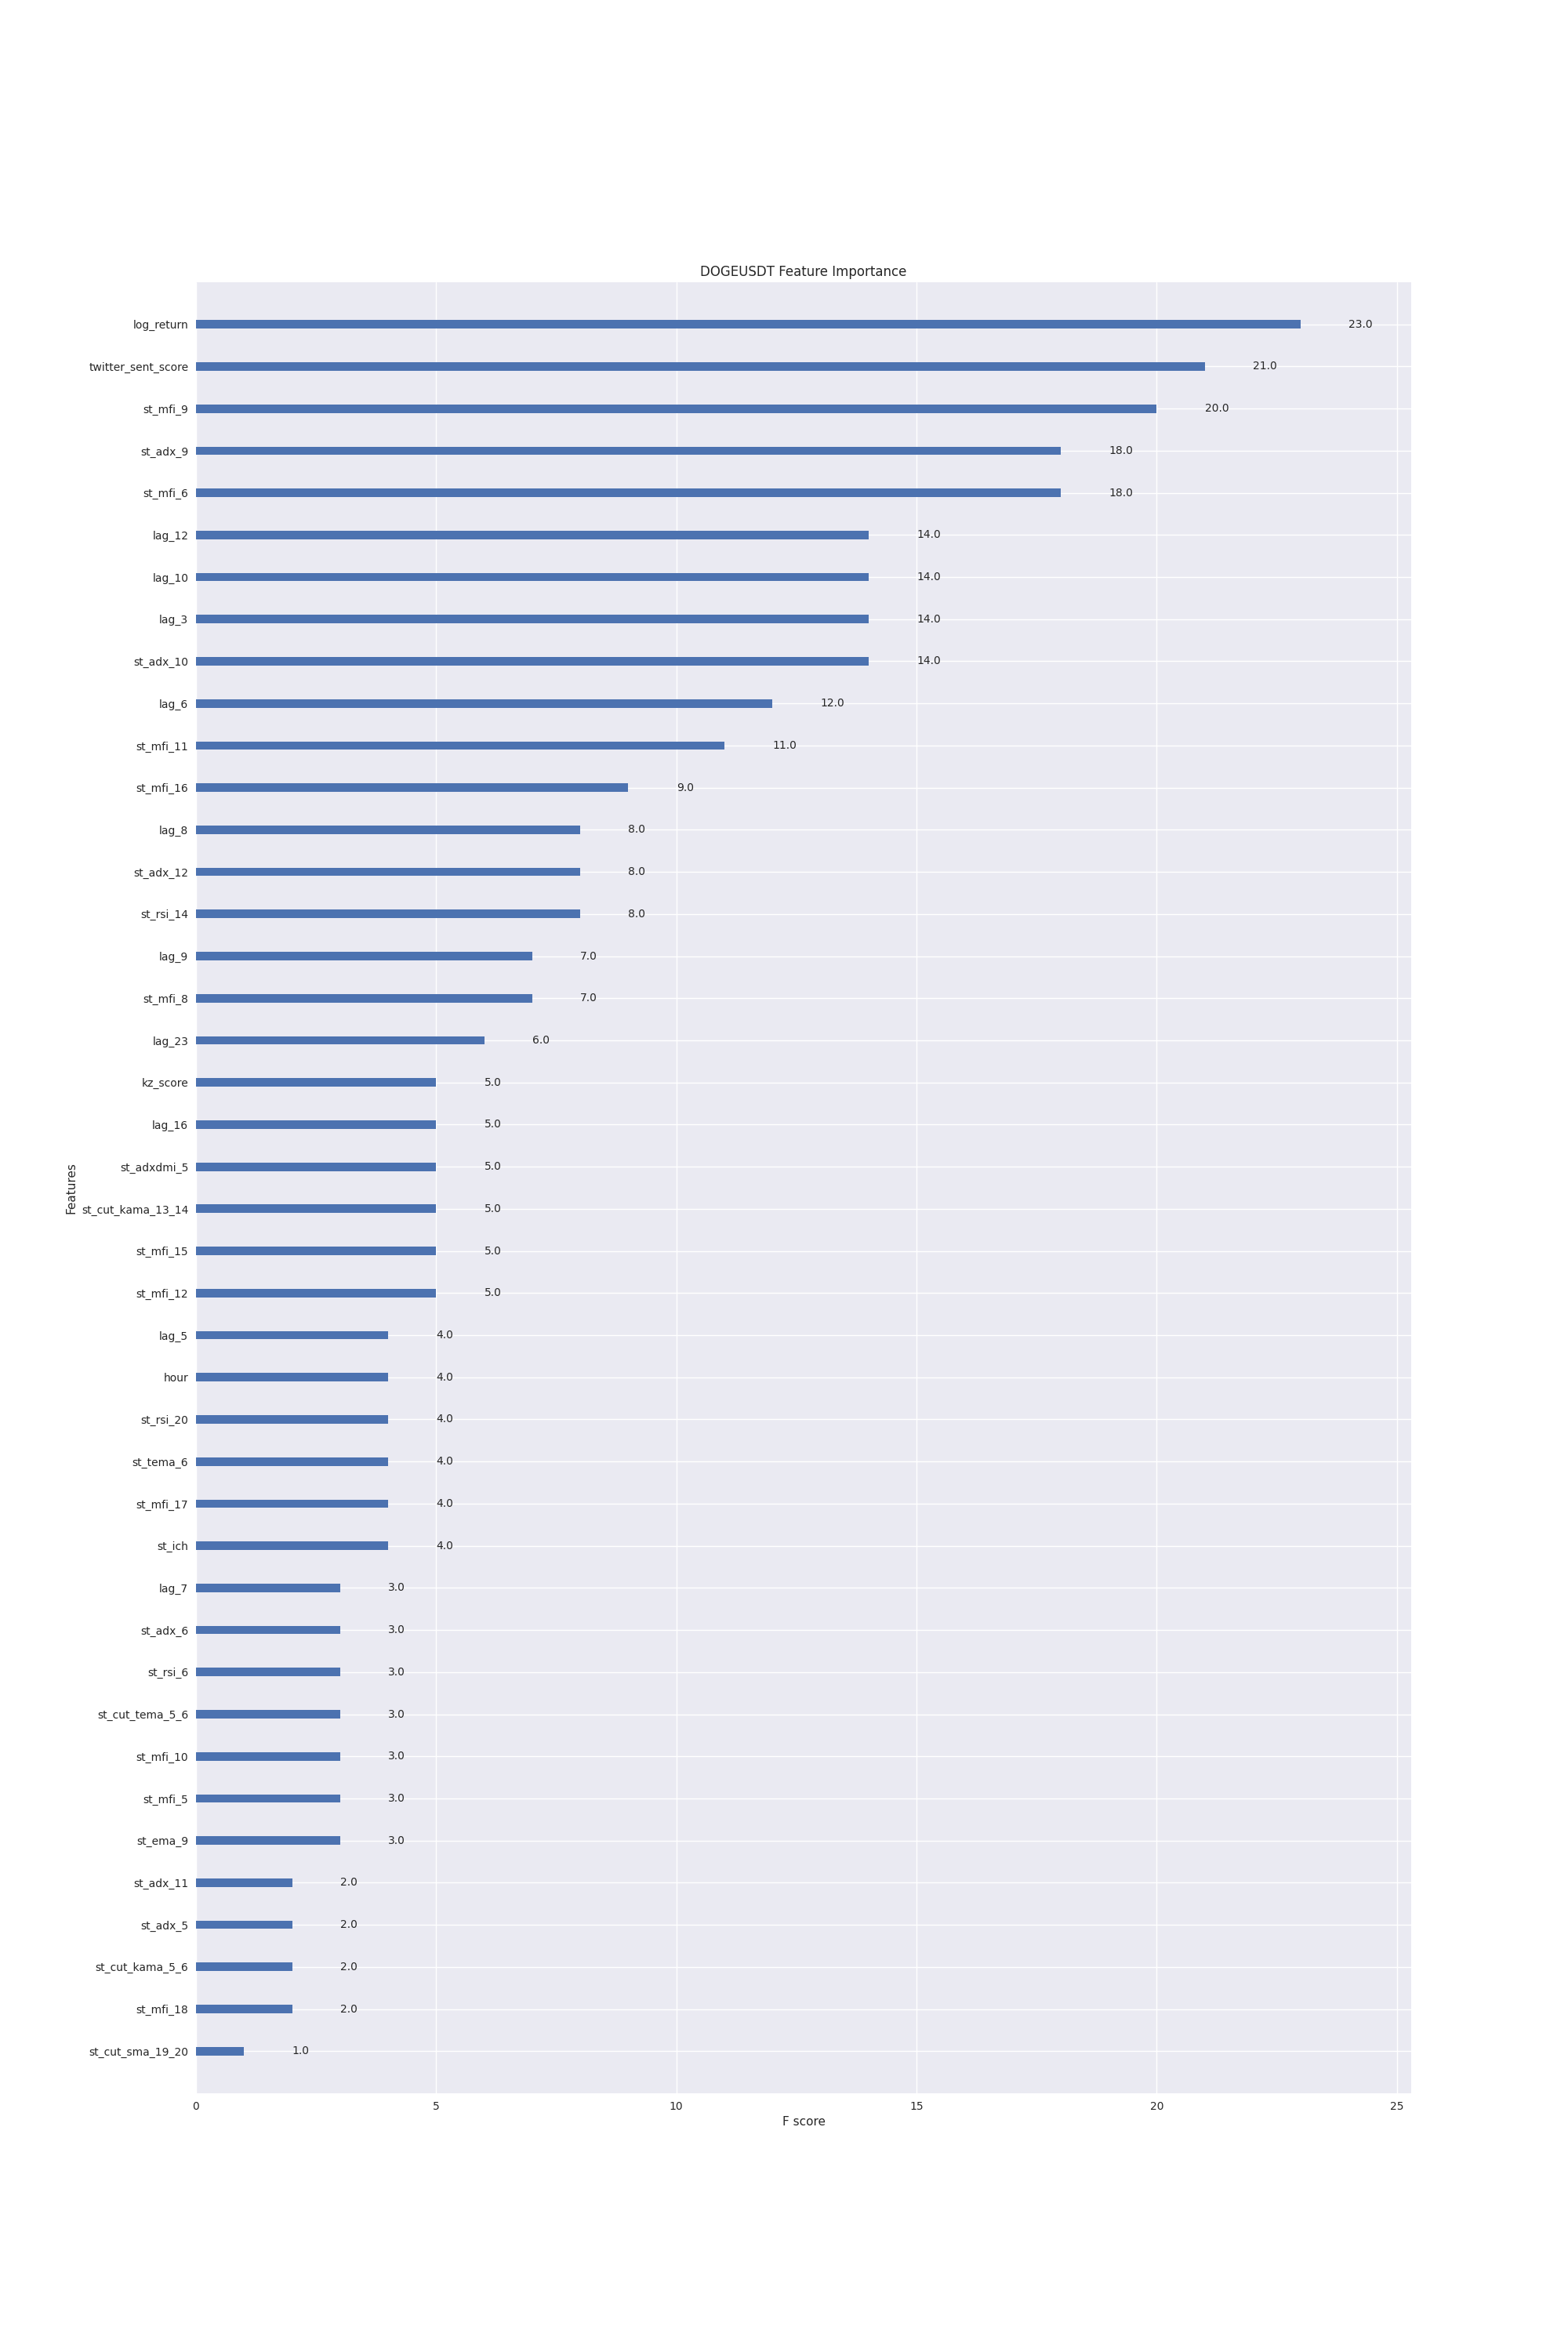 DOGEUSDT Feature Importance
log_return 23.0
twitter_sent_score 21.0
st_mfi_9 20.0
st_adx_9 18.0
st_mfi_6 18.0
lag_12 14.0
lag_10 14.0
lag_3 14.0
st_adx_10 14.0
lag_6 12.0
st_mfi_11 11.0
st_mfi_16 9.0
lag_8 8.0
st_adx_12 8.0
st_rsi_14 8.0
lag_9 7.0
st_mfi_8 7.0
lag_23 6.0
kz_score 5.0
lag_16 5.0
st_adxdmi_5 5.0
Features
st_cut_kama_13_14 5.0
st_mfi_15 5.0
st_mfi_12 5.0
lag_5 4.0
hour 4.0
st_rsi_20 4.0
st_tema_6 4.0
st_mfi_17 4.0
st_ich 4.0
lag_7 3.0
st_adx_6 3.0
st_rsi_6 3.0
st_cut_tema_5_6 3.0
st_mfi_10 3.0
st_mfi_5 3.0
st_ema_9 3.0
st_adx_11 2.0
st_adx_5 2.0
st_cut_kama_5_6 2.0
st_mfi_18 2.0
st_cut_sma_19_20 1.0
0 5 10 15 20 25
F score